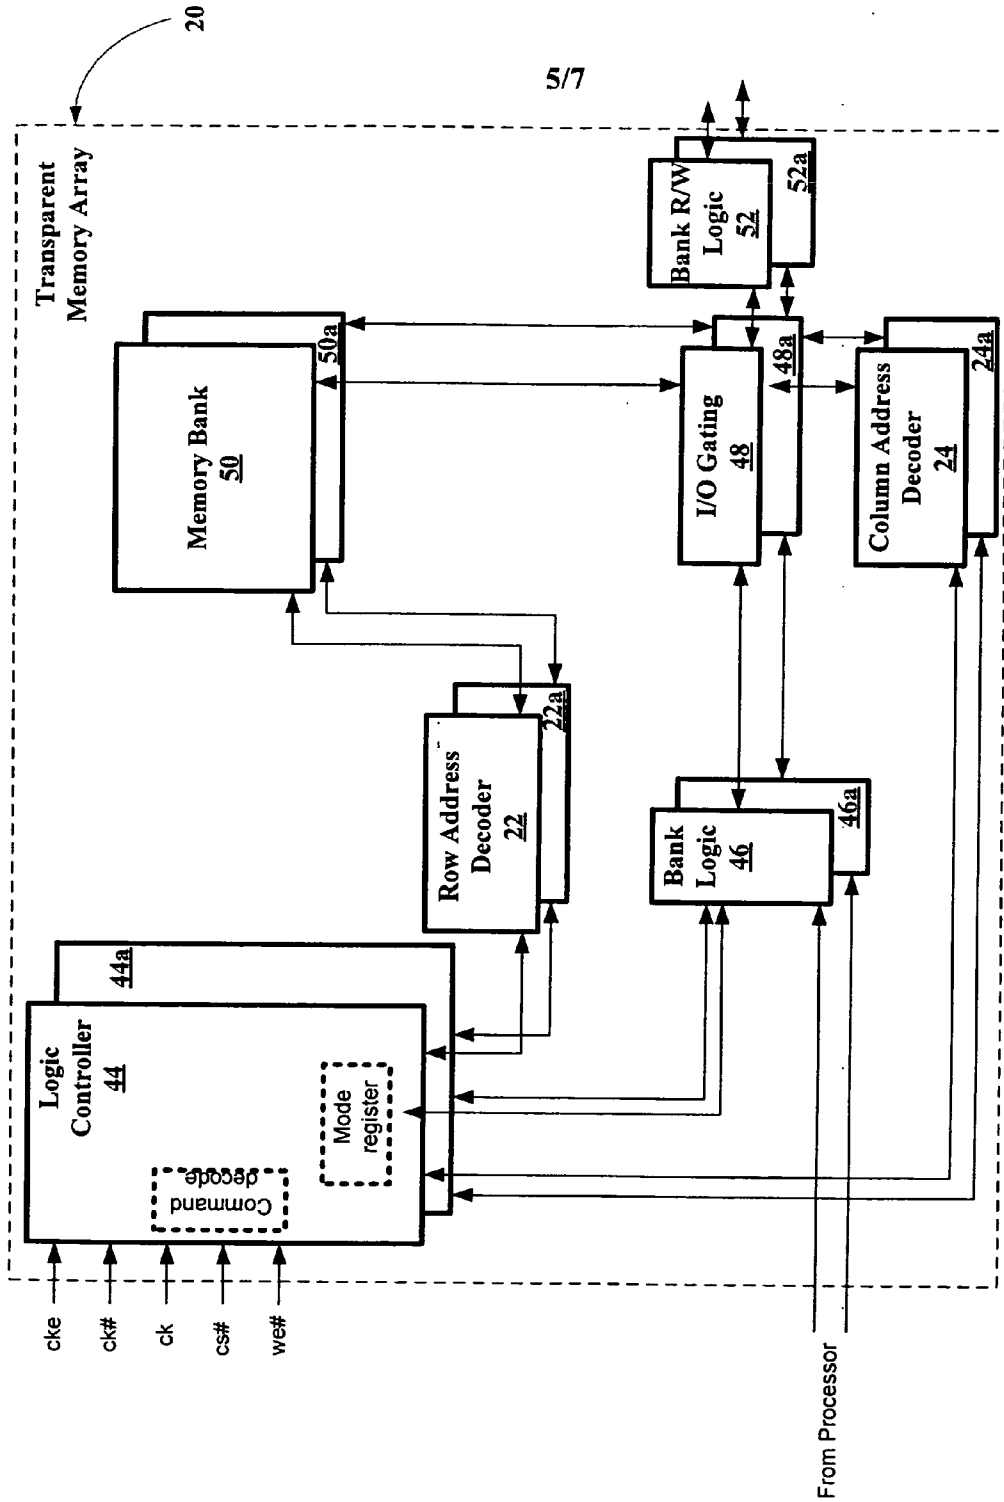 5/7
20
Transparent
Memory Array
Logic
Controller
44
44a
Command
decode
Mode
register
cke
ck#
ck
cs#
we#
Row Address
Decoder
22
22a
Memory Bank
50
50a
Bank
Logic
46
46a
I/O Gating
48
48a
Bank R/W
Logic
52
52a
Column Address
Decoder
24
24a
From Processor